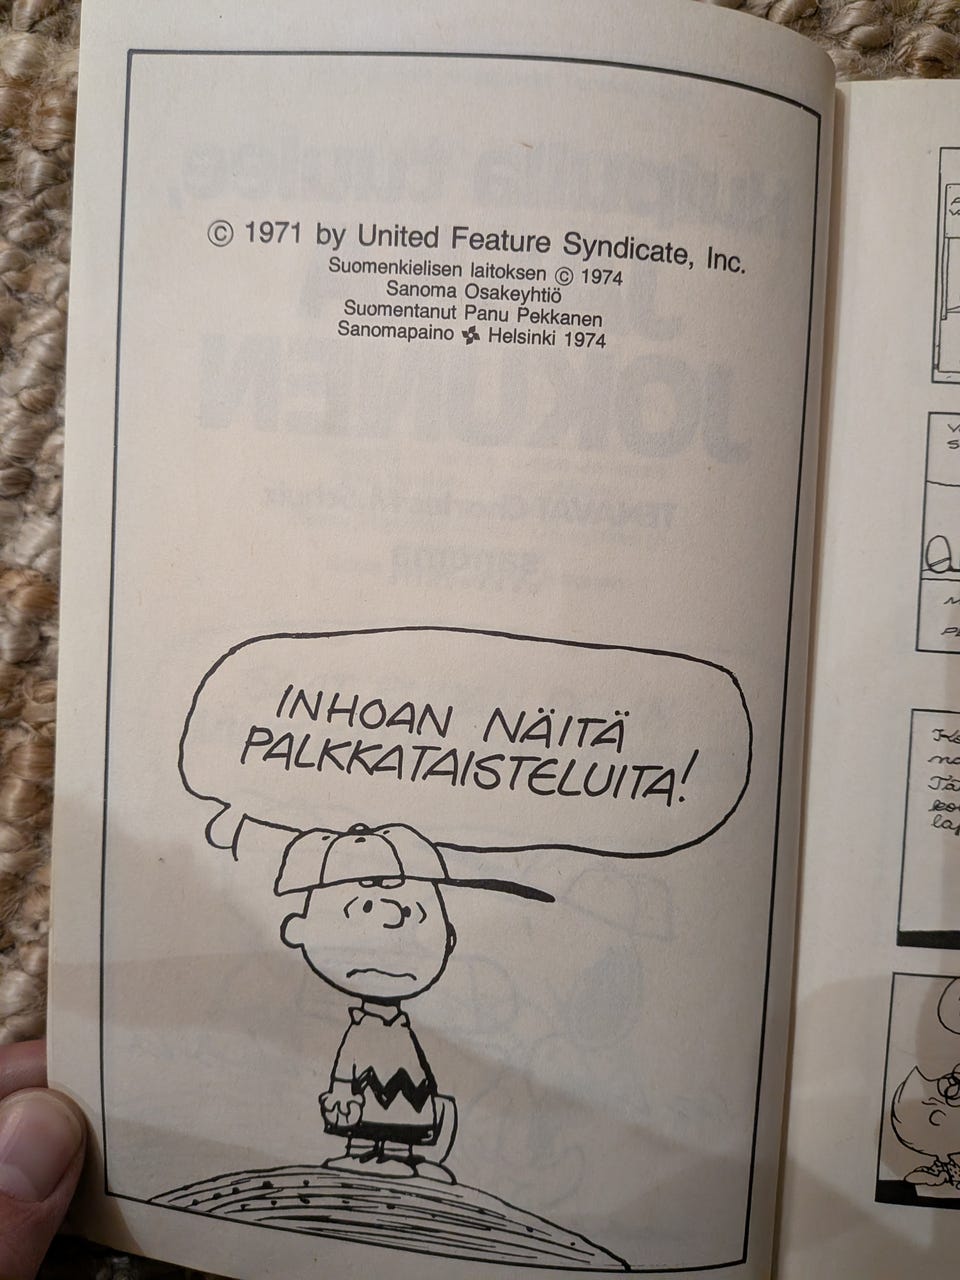 © 1971 by United Feature Syndicate, Inc.
Suomenkielisen laitoksen © 1974
Sanoma Osakeyhtiö
Suomentanut Panu Pekkanen
Sanomapaino Helsinki 1974
INHOAN NÄITÄ
PALKKATAISTELUITA!